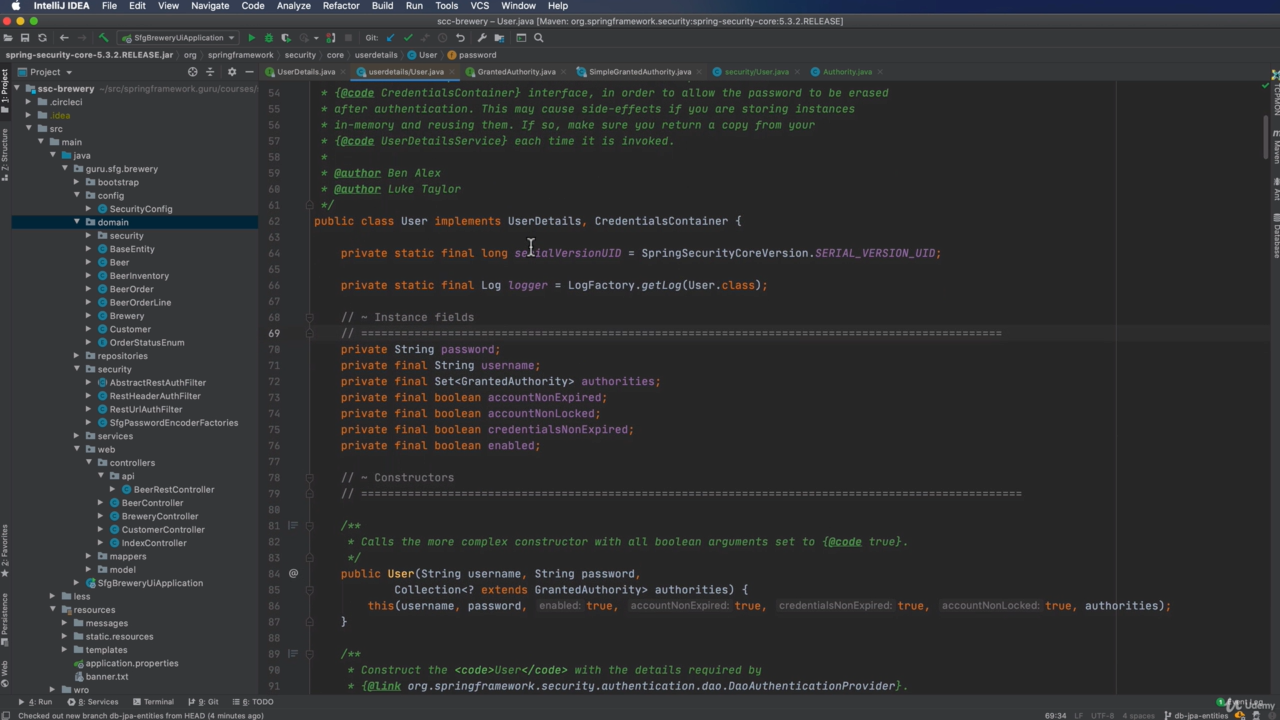 IntelliJ IDEA File Edit View Navigate Code Analyze Refactor Build Run Tools VCS Window Help
scc-brewery – User.java [Maven: org.springframework.security:spring-security-core:5.3.2.RELEASE]
SfgBreweryUiApplication Git:
spring-security-core-5.3.2.RELEASE.jar org springframework security core userdetails User password
Project UserDetails.java userdetails/User.java GrantedAuthority.java SimpleGrantedAuthority.java security/User.java Authority.java
1: Project
7: Structure
2: Favorites
Persistence
Web
ssc-brewery ~/src/springframework.guru/courses/
.circleci
.idea
src
main
java
guru.sfg.brewery
bootstrap
config
SecurityConfig
domain
security
BaseEntity
Beer
BeerInventory
BeerOrder
BeerOrderLine
Brewery
Customer
OrderStatusEnum
repositories
security
AbstractRestAuthFilter
RestHeaderAuthFilter
RestUrlAuthFilter
SfgPasswordEncoderFactories
services
web
controllers
api
BeerRestController
BeerController
BreweryController
CustomerController
IndexController
mappers
model
SfgBreweryUiApplication
less
resources
messages
static.resources
templates
application.properties
banner.txt
wro
54 * {@code CredentialsContainer} interface, in order to allow the password to be erased
55 * after authentication. This may cause side-effects if you are storing instances
56 * in-memory and reusing them. If so, make sure you return a copy from your
57 * {@code UserDetailsService} each time it is invoked.
58 *
59 * @author Ben Alex
60 * @author Luke Taylor
61 */
62 public class User implements UserDetails, CredentialsContainer {
63
64 private static final long serialVersionUID = SpringSecurityCoreVersion.SERIAL_VERSION_UID;
65
66 private static final Log logger = LogFactory.getLog(User.class);
67
68 // ~ Instance fields
69 // ================================================================================================
70 private String password;
71 private final String username;
72 private final Set<GrantedAuthority> authorities;
73 private final boolean accountNonExpired;
74 private final boolean accountNonLocked;
75 private final boolean credentialsNonExpired;
76 private final boolean enabled;
77
78 // ~ Constructors
79 // ===================================================================================================
80
81 /**
82 * Calls the more complex constructor with all boolean arguments set to {@code true}.
83 */
84 public User(String username, String password,
85 Collection<? extends GrantedAuthority> authorities) {
86 this(username, password, enabled: true, accountNonExpired: true, credentialsNonExpired: true, accountNonLocked: true, authorities);
87 }
88
89 /**
90 * Construct the <code>User</code> with the details required by
91 * {@link org.springframework.security.authentication.dao.DaoAuthenticationProvider}.
Maven
Ant
Database
4: Run 8: Services Terminal 9: Git 6: TODO
Checked out new branch db-jpa-entities from HEAD (4 minutes ago) 69:34 LF UTF-8 4 spaces db-jpa-entities
Udemy